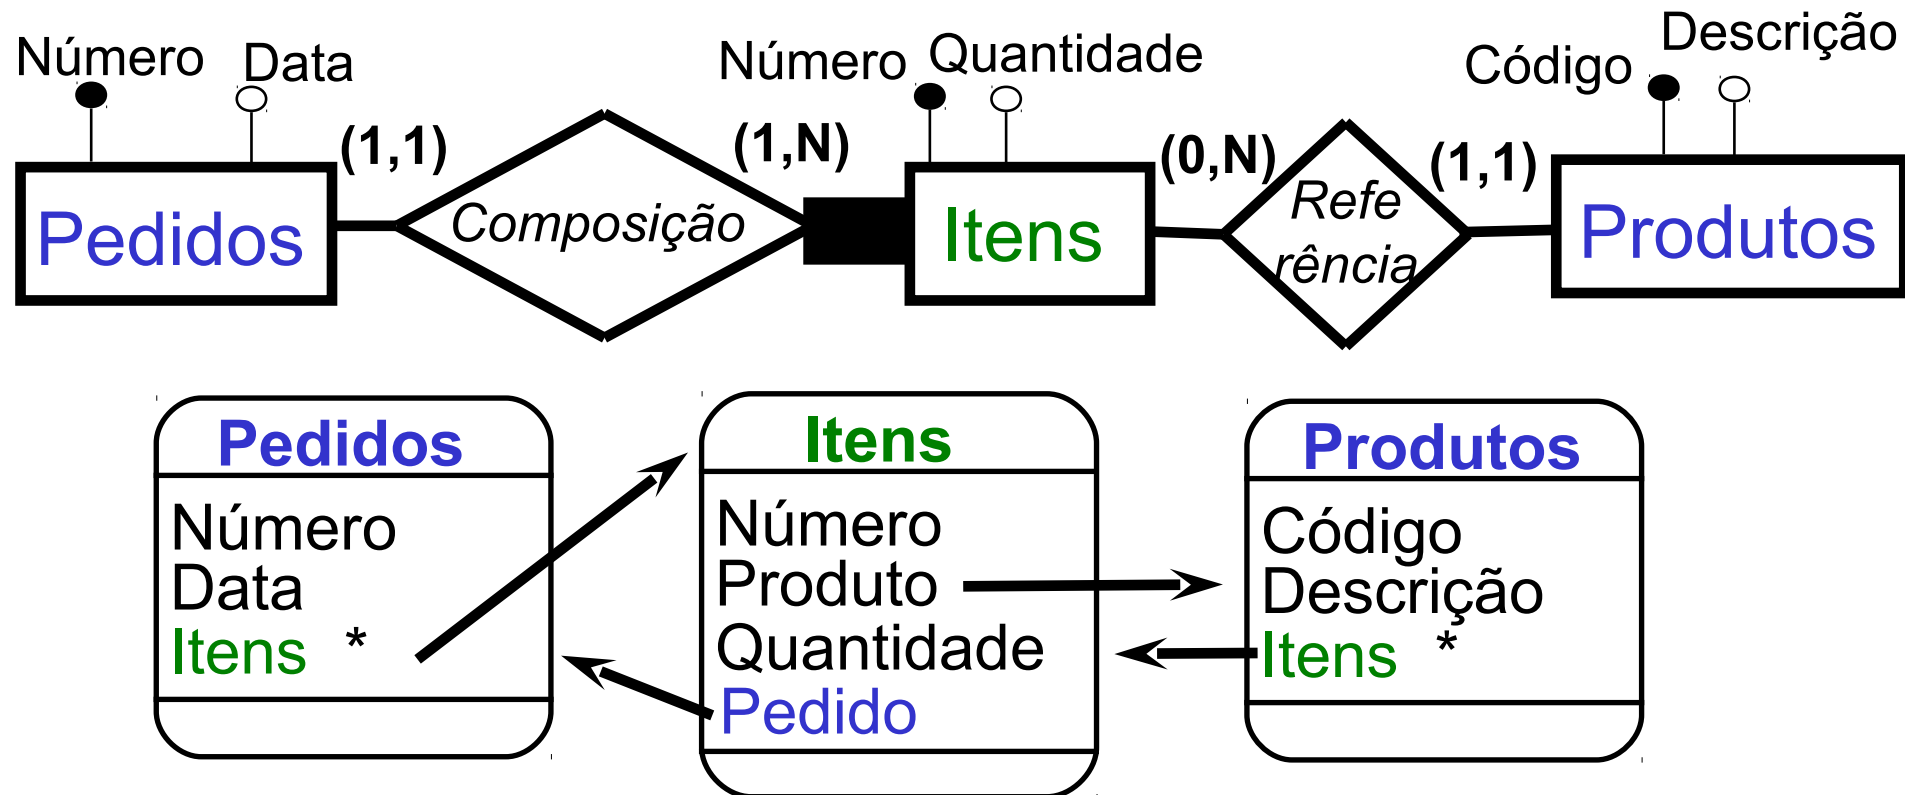 Número
Data
Número
Quantidade
Código
Descrição
(1,1)
(1,N)
(0,N)
(1,1)
Pedidos
Composição
Itens
Refe
rência
Produtos
Pedidos
Número
Data
Itens *
Itens
Número
Produto
Quantidade
Pedido
Produtos
Código
Descrição
Itens *